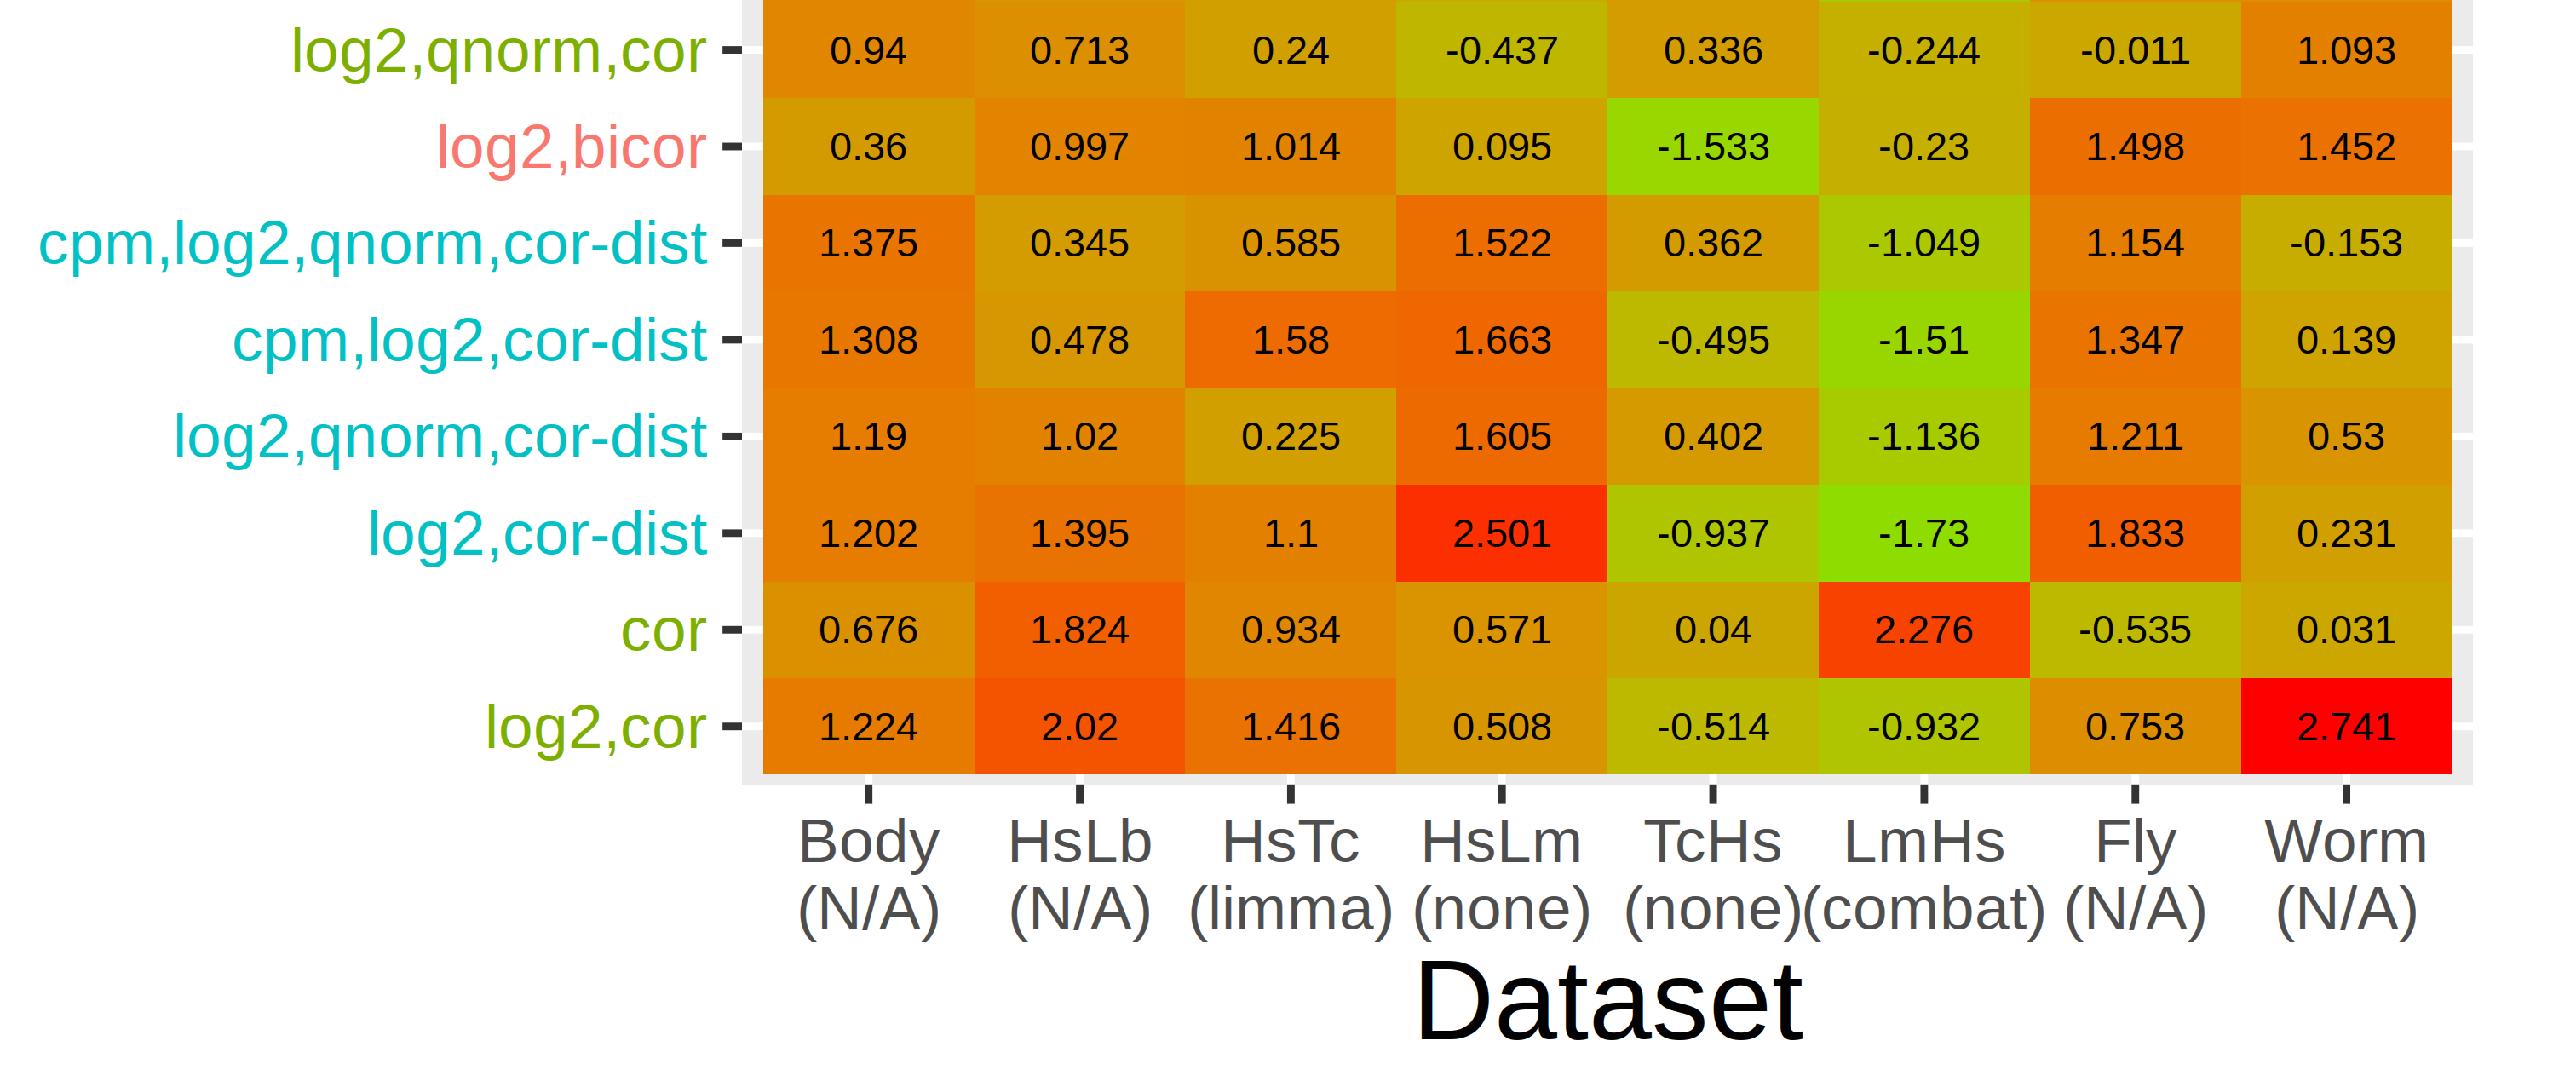 log2,qnorm,cor 0.94 0.713 0.24 -0.437 0.336 -0.244 -0.011 1.093
log2,bicor 0.36 0.997 1.014 0.095 -1.533 -0.23 1.498 1.452
cpm,log2,qnorm,cor-dist 1.375 0.345 0.585 1.522 0.362 -1.049 1.154 -0.153
cpm,log2,cor-dist 1.308 0.478 1.58 1.663 -0.495 -1.51 1.347 0.139
log2,qnorm,cor-dist 1.19 1.02 0.225 1.605 0.402 -1.136 1.211 0.53
log2,cor-dist 1.202 1.395 1.1 2.501 -0.937 -1.73 1.833 0.231
cor 0.676 1.824 0.934 0.571 0.04 2.276 -0.535 0.031
log2,cor 1.224 2.02 1.416 0.508 -0.514 -0.932 0.753 2.741
Body HsLb HsTc HsLm TcHs LmHs Fly Worm
(N/A) (N/A) (limma) (none) (none) (combat) (N/A) (N/A)
Dataset